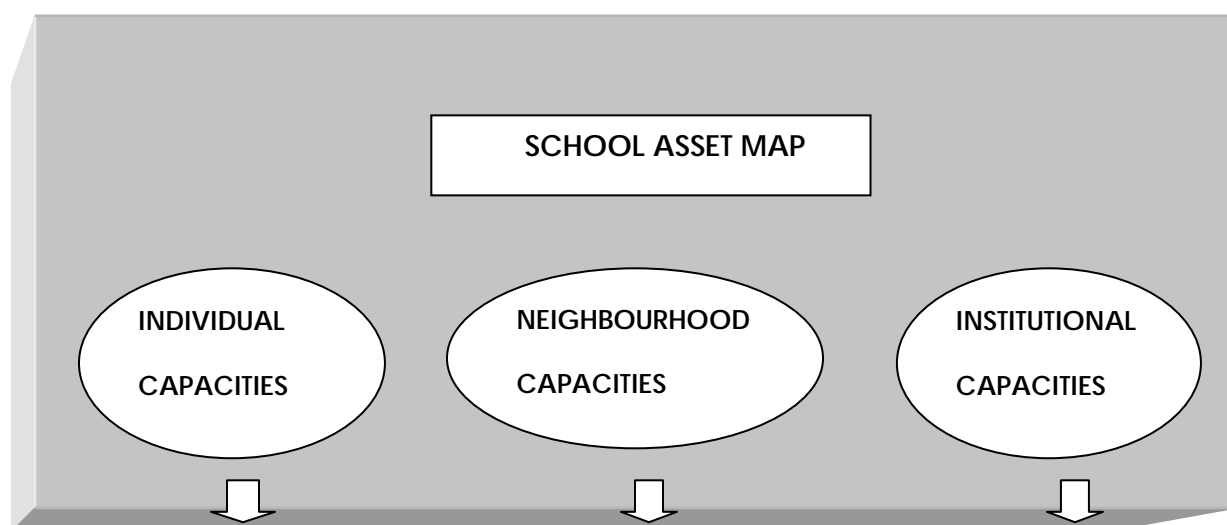 SCHOOL ASSET MAP
INDIVIDUAL
CAPACITIES
NEIGHBOURHOOD
CAPACITIES
INSTITUTIONAL
CAPACITIES